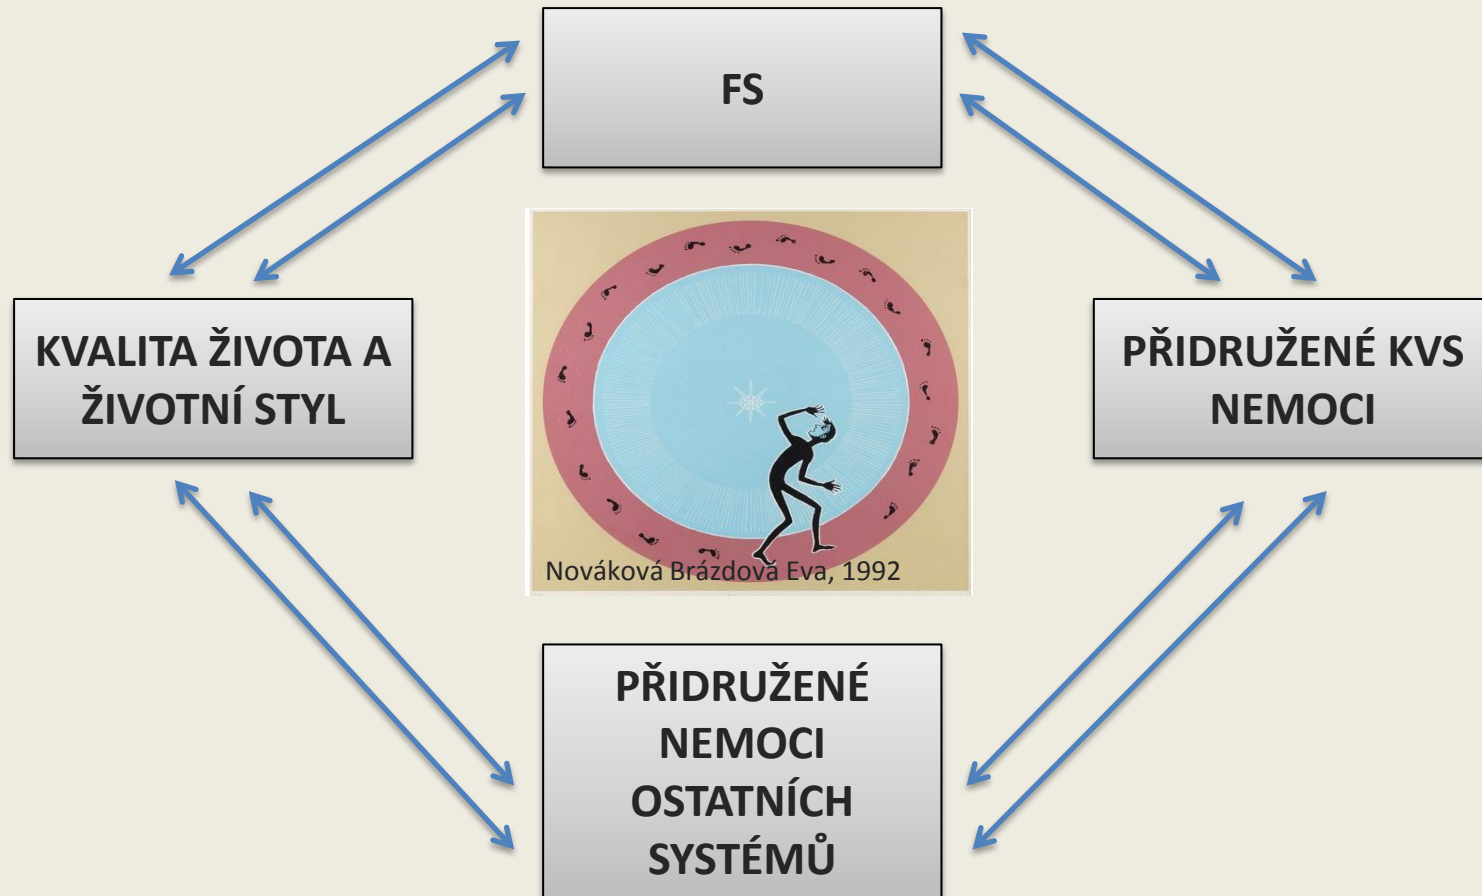 FS
KVALITA ŽIVOTA A
ŽIVOTNÍ STYL
PŘIDRUŽENÉ KVS
NEMOCI
Nováková Brázdová Eva, 1992
PŘIDRUŽENÉ
NEMOCI
OSTATNÍCH
SYSTÉMŮ